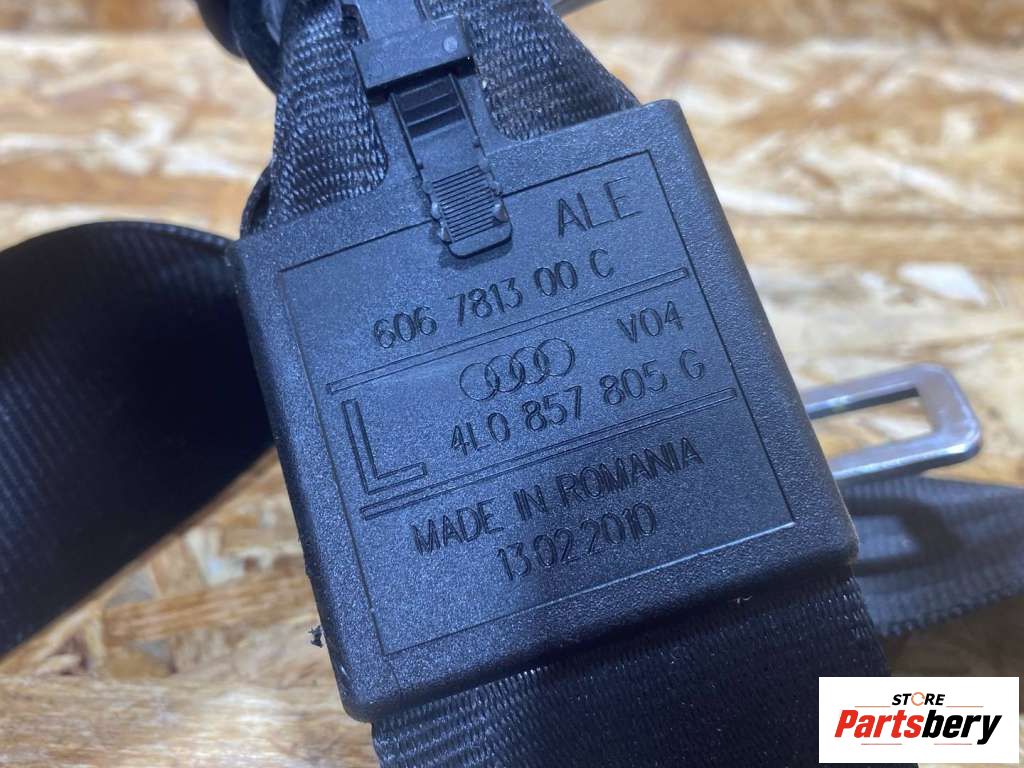 ALE
606 7813 00 C
V04
L
4L0 857 805 G
MADE IN ROMANIA
13.02.2010
STORE
Partsbery